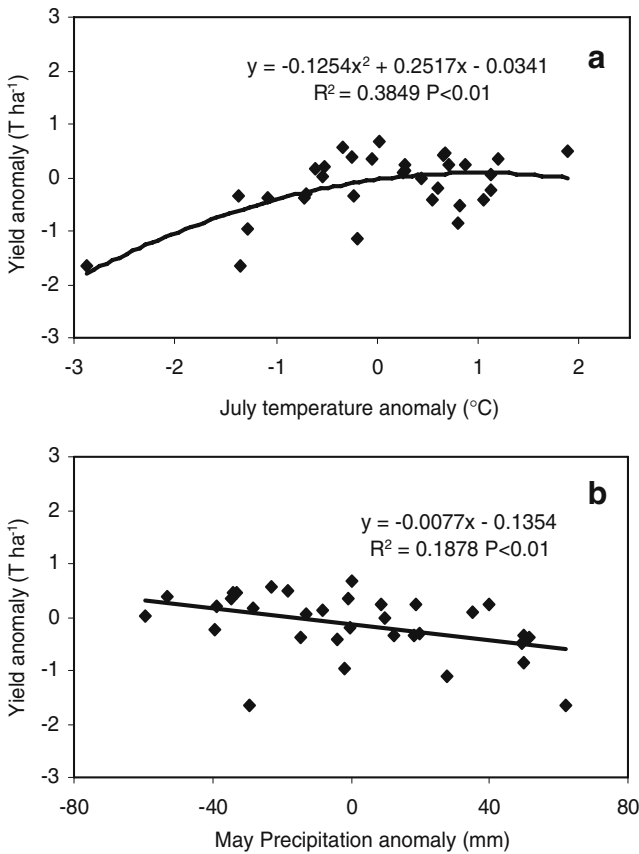 a
y = -0.1254x² + 0.2517x - 0.0341
R² = 0.3849 P<0.01
Yield anomaly (T ha⁻¹)
3
2
1
0
-1
-2
-3
-3 -2 -1 0 1 2
July temperature anomaly (°C)
b
y = -0.0077x - 0.1354
R² = 0.1878 P<0.01
Yield anomaly (T ha⁻¹)
3
2
1
0
-1
-2
-3
-80 -40 0 40 80
May Precipitation anomaly (mm)